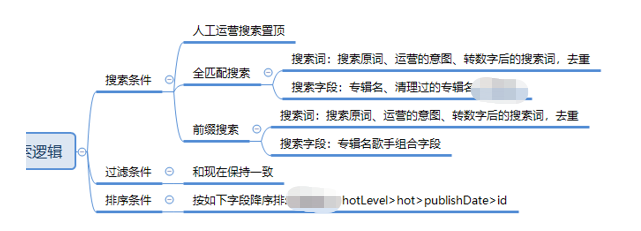 人工运营搜索置顶
搜索词：搜索原词、运营的意图、转数字后的搜索词，去重
搜索条件
全匹配搜索
搜索字段：专辑名、清理过的专辑名
搜索词：搜索原词、运营的意图、转数字后的搜索词，去重
前缀搜索
搜索字段：专辑名歌手组合字段
逻辑
过滤条件
和现在保持一致
排序条件
按如下字段降序排 hotLevel>hot>publishDate>id